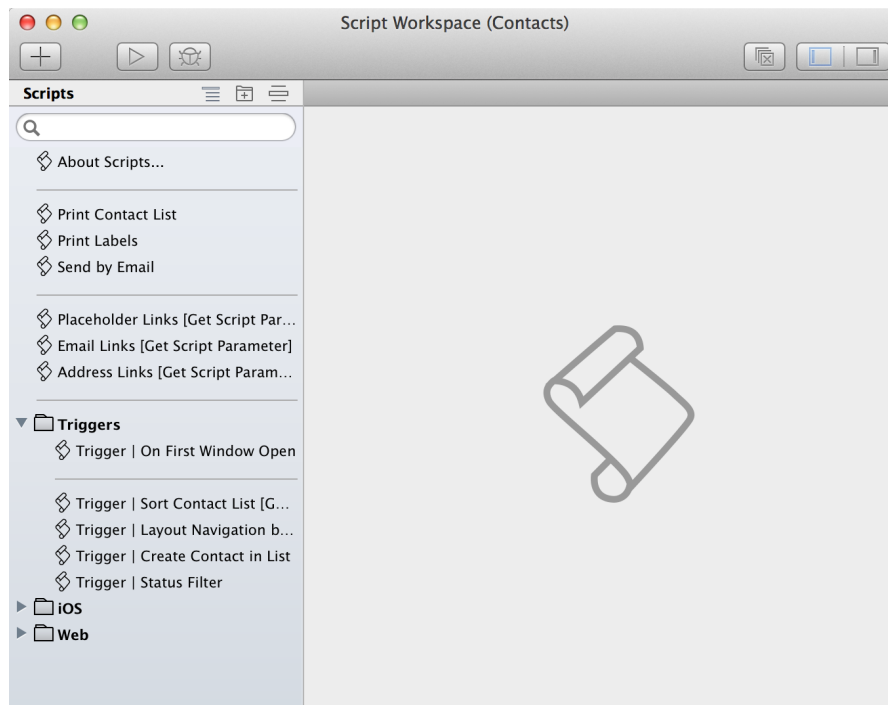 Script Workspace (Contacts)
Scripts
About Scripts...
Print Contact List
Print Labels
Send by Email
Placeholder Links [Get Script Par...
Email Links [Get Script Parameter]
Address Links [Get Script Param...
Triggers
Trigger | On First Window Open
Trigger | Sort Contact List [G...
Trigger | Layout Navigation b...
Trigger | Create Contact in List
Trigger | Status Filter
iOS
Web